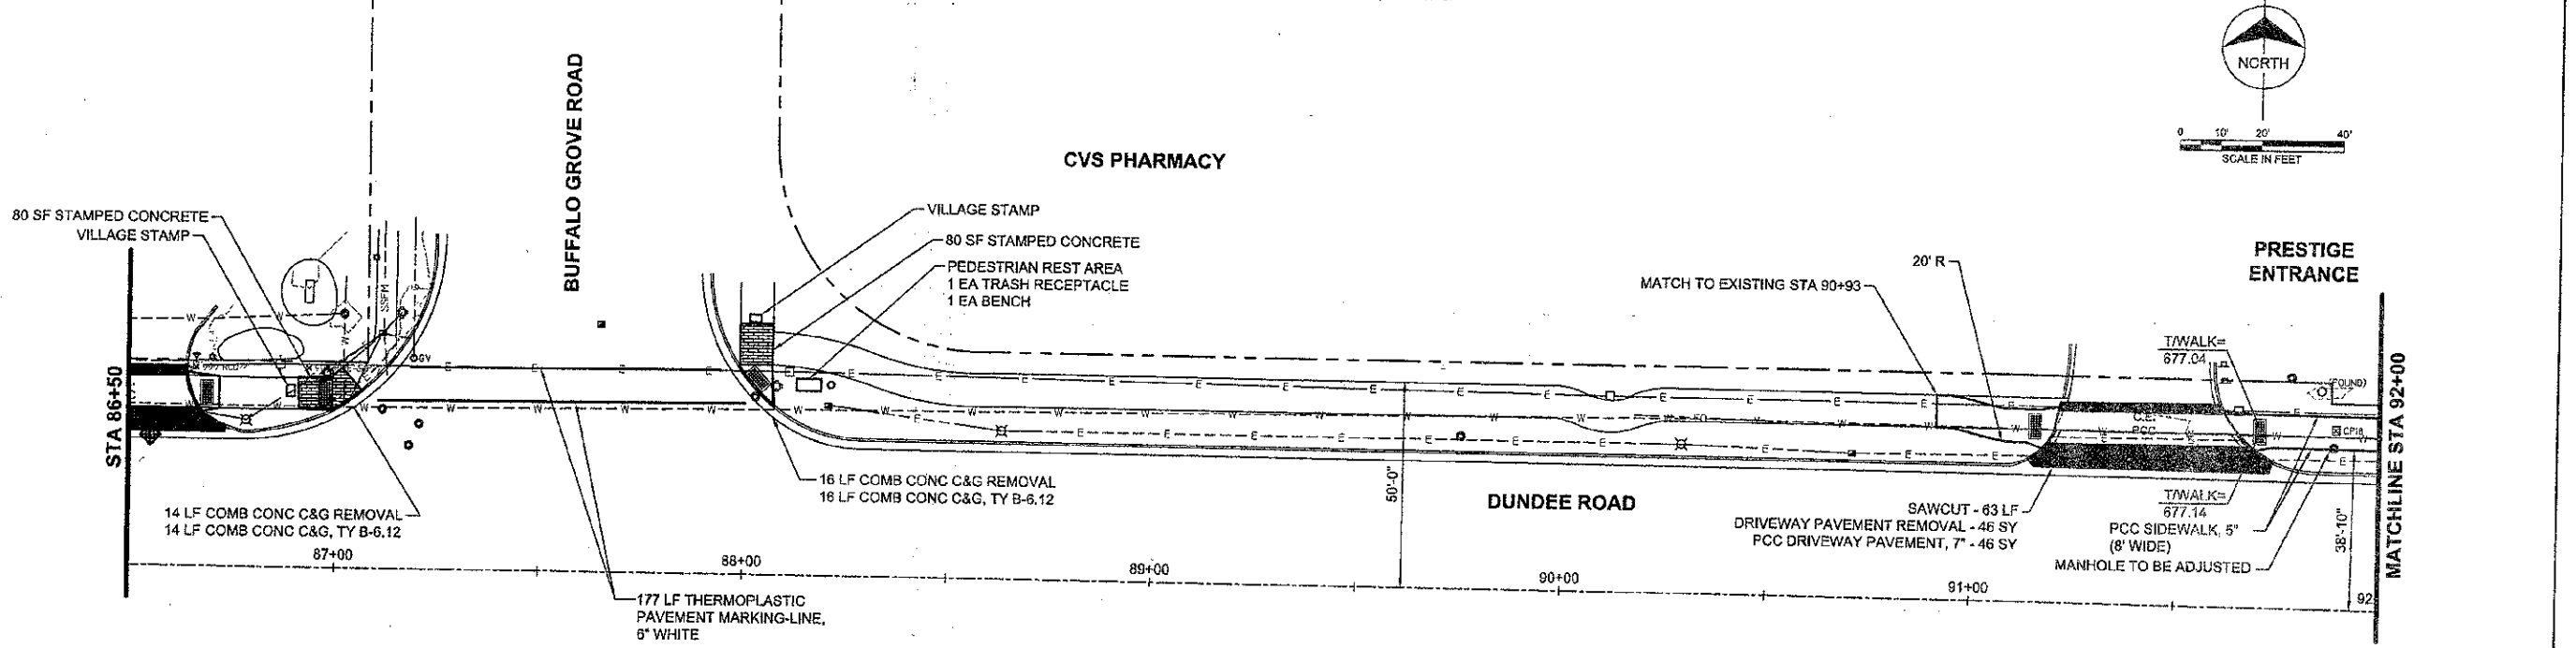 NORTH
0 10' 20' 40'
SCALE IN FEET
BUFFALO GROVE ROAD
CVS PHARMACY
80 SF STAMPED CONCRETE
VILLAGE STAMP
VILLAGE STAMP
80 SF STAMPED CONCRETE
PEDESTRIAN REST AREA
1 EA TRASH RECEPTACLE
1 EA BENCH
MATCH TO EXISTING STA 90+93
20' R
PRESTIGE
ENTRANCE
T/WALK=
677.04
SSFM
GV
(FOUND)
CP18
C.E.
PCC
STA 86+50
MATCHLINE STA 92+00
14 LF COMB CONC C&G REMOVAL
14 LF COMB CONC C&G, TY B-6.12
16 LF COMB CONC C&G REMOVAL
16 LF COMB CONC C&G, TY B-6.12
50'-0"
DUNDEE ROAD
SAWCUT - 63 LF
DRIVEWAY PAVEMENT REMOVAL - 46 SY
PCC DRIVEWAY PAVEMENT, 7" - 46 SY
T/WALK=
677.14
PCC SIDEWALK, 5"
(8' WIDE)
MANHOLE TO BE ADJUSTED
38'-10"
87+00
88+00
89+00
90+00
91+00
92
177 LF THERMOPLASTIC
PAVEMENT MARKING-LINE,
6" WHITE